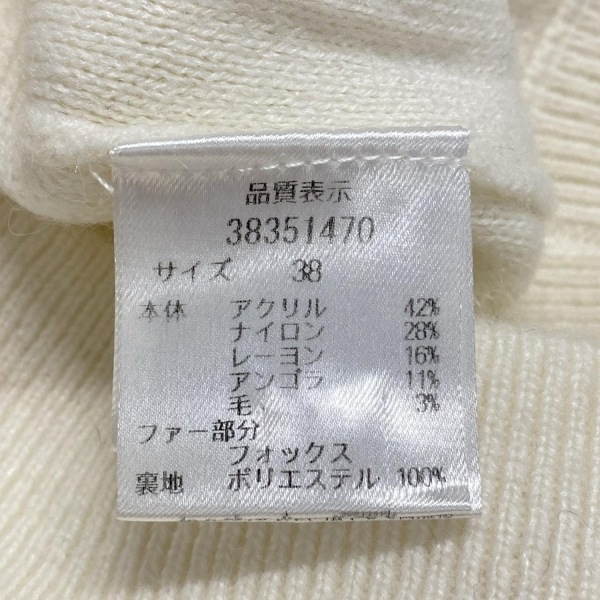 品質表示
38351470
サイズ 38
本体 アクリル 42%
ナイロン 28%
レーヨン 16%
アンゴラ 11%
毛 3%
ファー部分
フォックス
裏地 ポリエステル 100%